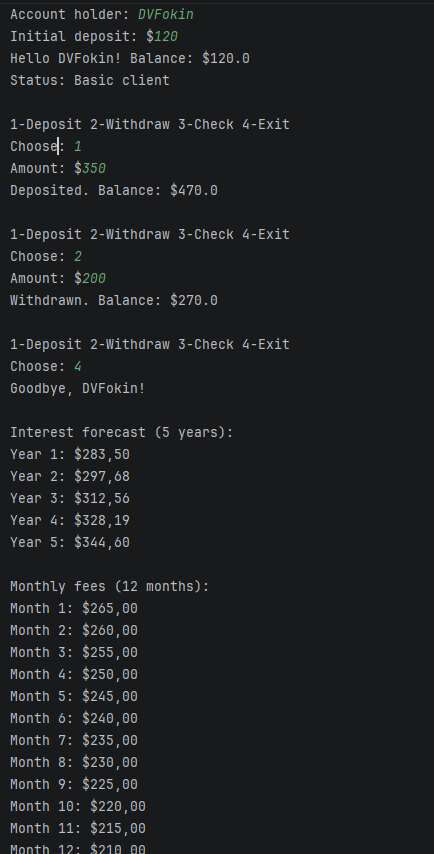 Account holder: DVFokin
Initial deposit: $120
Hello DVFokin! Balance: $120.0
Status: Basic client
1-Deposit 2-Withdraw 3-Check 4-Exit
Choose: 1
Amount: $350
Deposited. Balance: $470.0
1-Deposit 2-Withdraw 3-Check 4-Exit
Choose: 2
Amount: $200
Withdrawn. Balance: $270.0
1-Deposit 2-Withdraw 3-Check 4-Exit
Choose: 4
Goodbye, DVFokin!
Interest forecast (5 years):
Year 1: $283,50
Year 2: $297,68
Year 3: $312,56
Year 4: $328,19
Year 5: $344,60
Monthly fees (12 months):
Month 1: $265,00
Month 2: $260,00
Month 3: $255,00
Month 4: $250,00
Month 5: $245,00
Month 6: $240,00
Month 7: $235,00
Month 8: $230,00
Month 9: $225,00
Month 10: $220,00
Month 11: $215,00
Month 12: $210,00